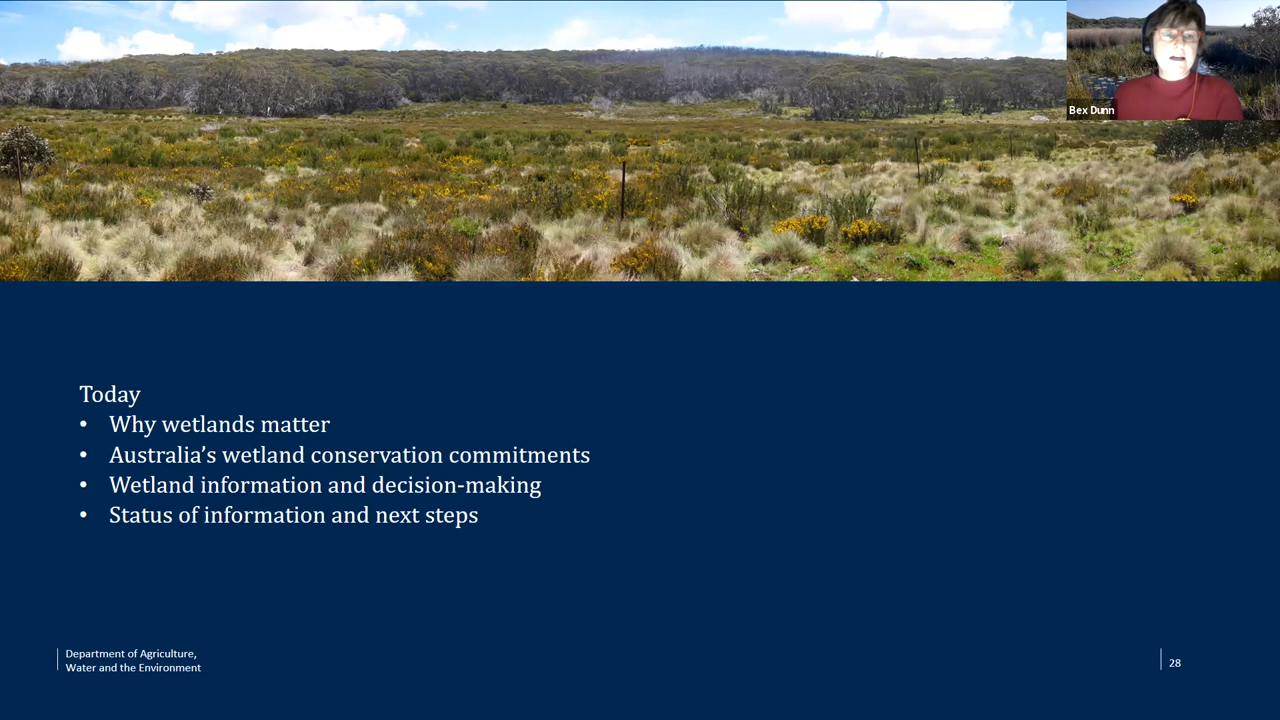 Bex Dunn
Today
• Why wetlands matter
• Australia’s wetland conservation commitments
• Wetland information and decision-making
• Status of information and next steps
Department of Agriculture,
Water and the Environment
28